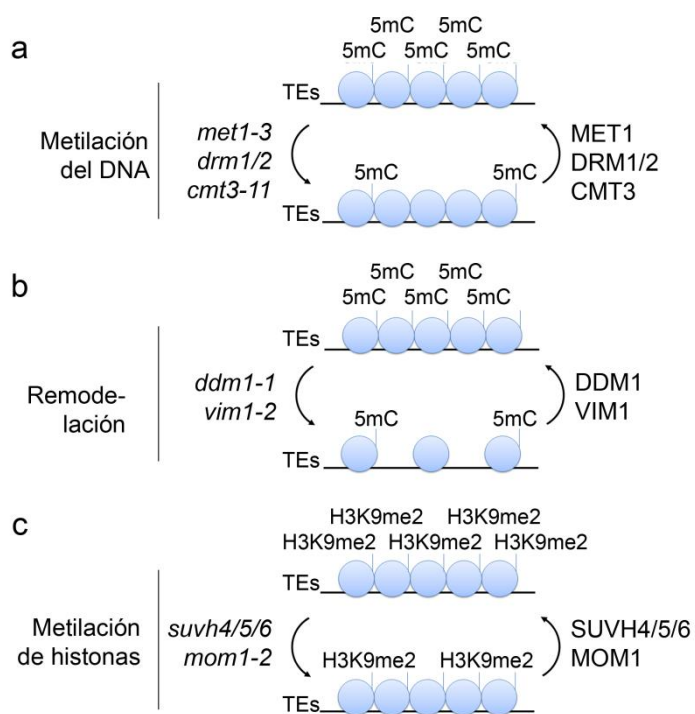 a
5mC 5mC
5mC 5mC 5mC
TEs
Metilación
del DNA
met1-3
drm1/2
cmt3-11
MET1
DRM1/2
CMT3
5mC 5mC
TEs
b
5mC 5mC
5mC 5mC 5mC
TEs
Remode-
lación
ddm1-1
vim1-2
DDM1
VIM1
5mC 5mC
TEs
c
H3K9me2 H3K9me2
H3K9me2 H3K9me2 H3K9me2
TEs
Metilación
de histonas
suvh4/5/6
mom1-2
SUVH4/5/6
MOM1
H3K9me2 H3K9me2
TEs